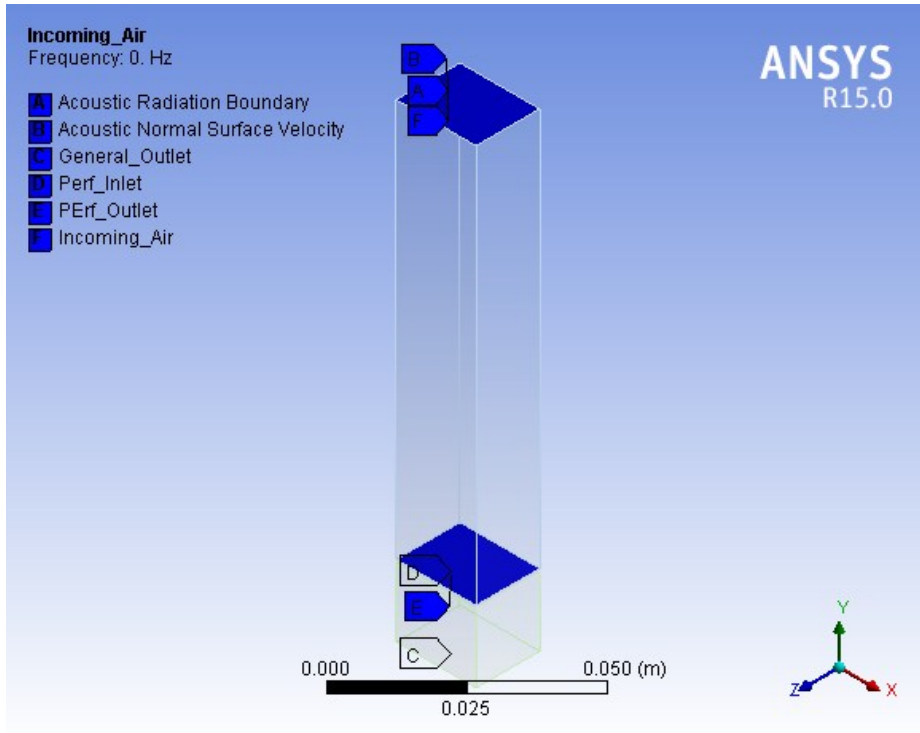 Incoming_Air
Frequency: 0. Hz
A Acoustic Radiation Boundary
B Acoustic Normal Surface Velocity
C General_Outlet
D Perf_Inlet
E PErf_Outlet
F Incoming_Air
ANSYS
R15.0
B
A
F
D
E
C
0.000
0.050 (m)
0.025
Y
Z
X